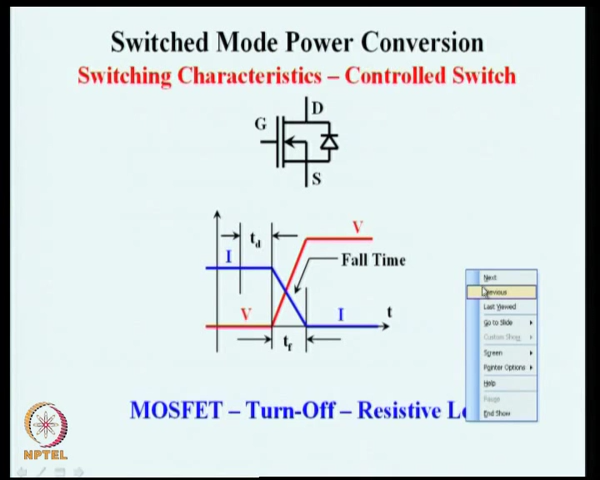 Switched Mode Power Conversion
Switching Characteristics – Controlled Switch
D
G
S
V
t_d
I
Fall Time
V
I
t
t_f
Next
Previous
Last Viewed
Go to Slide
Custom Show
Screen
Pointer Options
Help
Pause
End Show
MOSFET – Turn-Off – Resistive
NPTEL